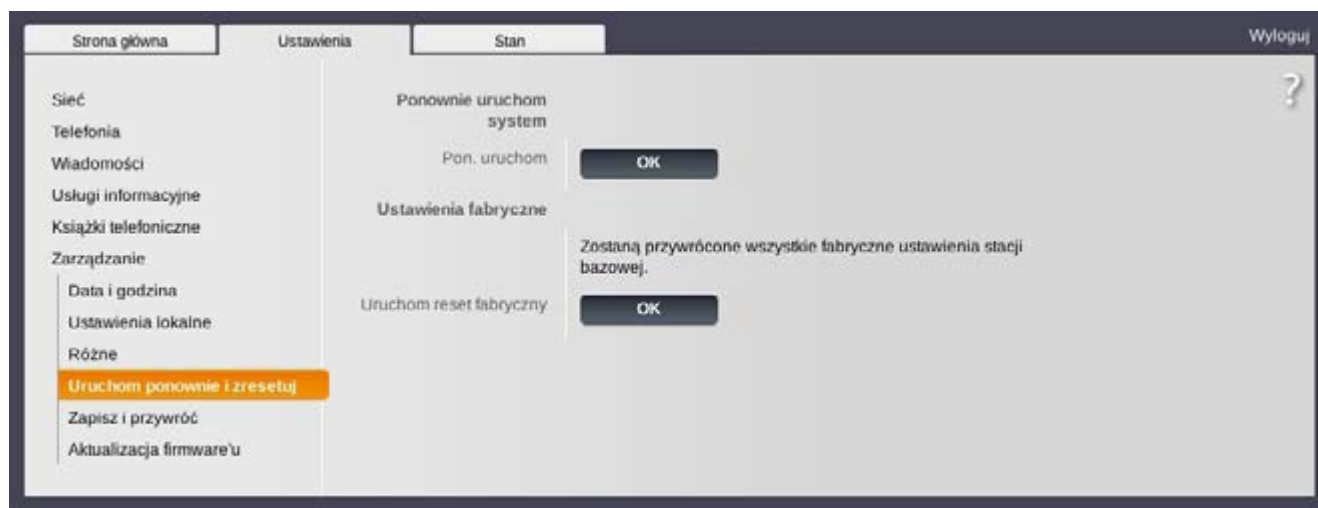 Strona główna
Ustawienia
Stan
Wyloguj
?
Sieć
Telefonia
Wiadomości
Usługi informacyjne
Książki telefoniczne
Zarządzanie
Data i godzina
Ustawienia lokalne
Różne
Uruchom ponownie i zresetuj
Zapisz i przywróć
Aktualizacja firmware'u
Ponownie uruchom
system
Pon. uruchom
OK
Ustawienia fabryczne
Zostaną przywrócone wszystkie fabryczne ustawienia stacji
bazowej.
Uruchom reset fabryczny
OK